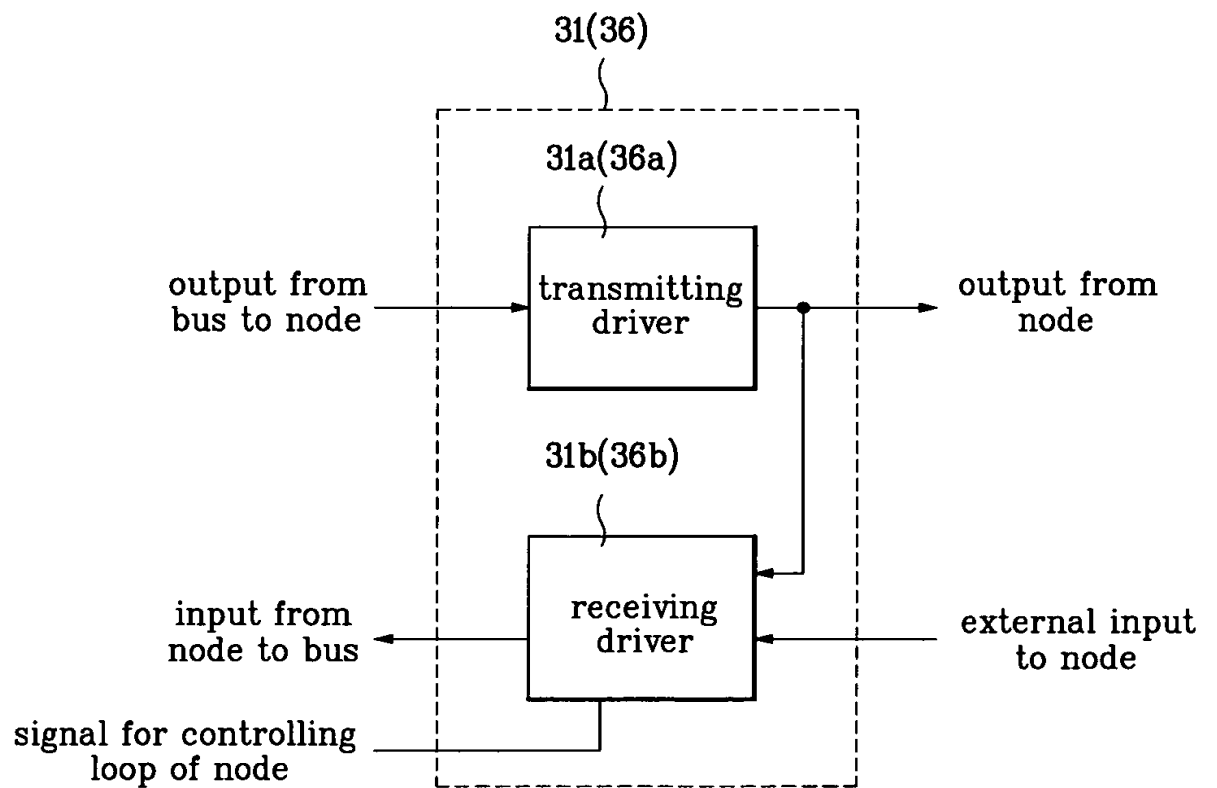 31(36)
31a(36a)
output from
bus to node
transmitting
driver
output from
node
31b(36b)
input from
node to bus
receiving
driver
external input
to node
signal for controlling
loop of node